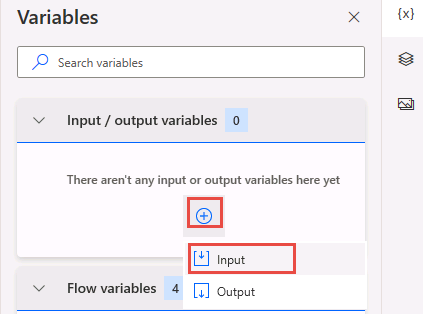 Variables
{x}
Search variables
Input / output variables 0
There aren't any input or output variables here yet
Input
Flow variables 4
Output